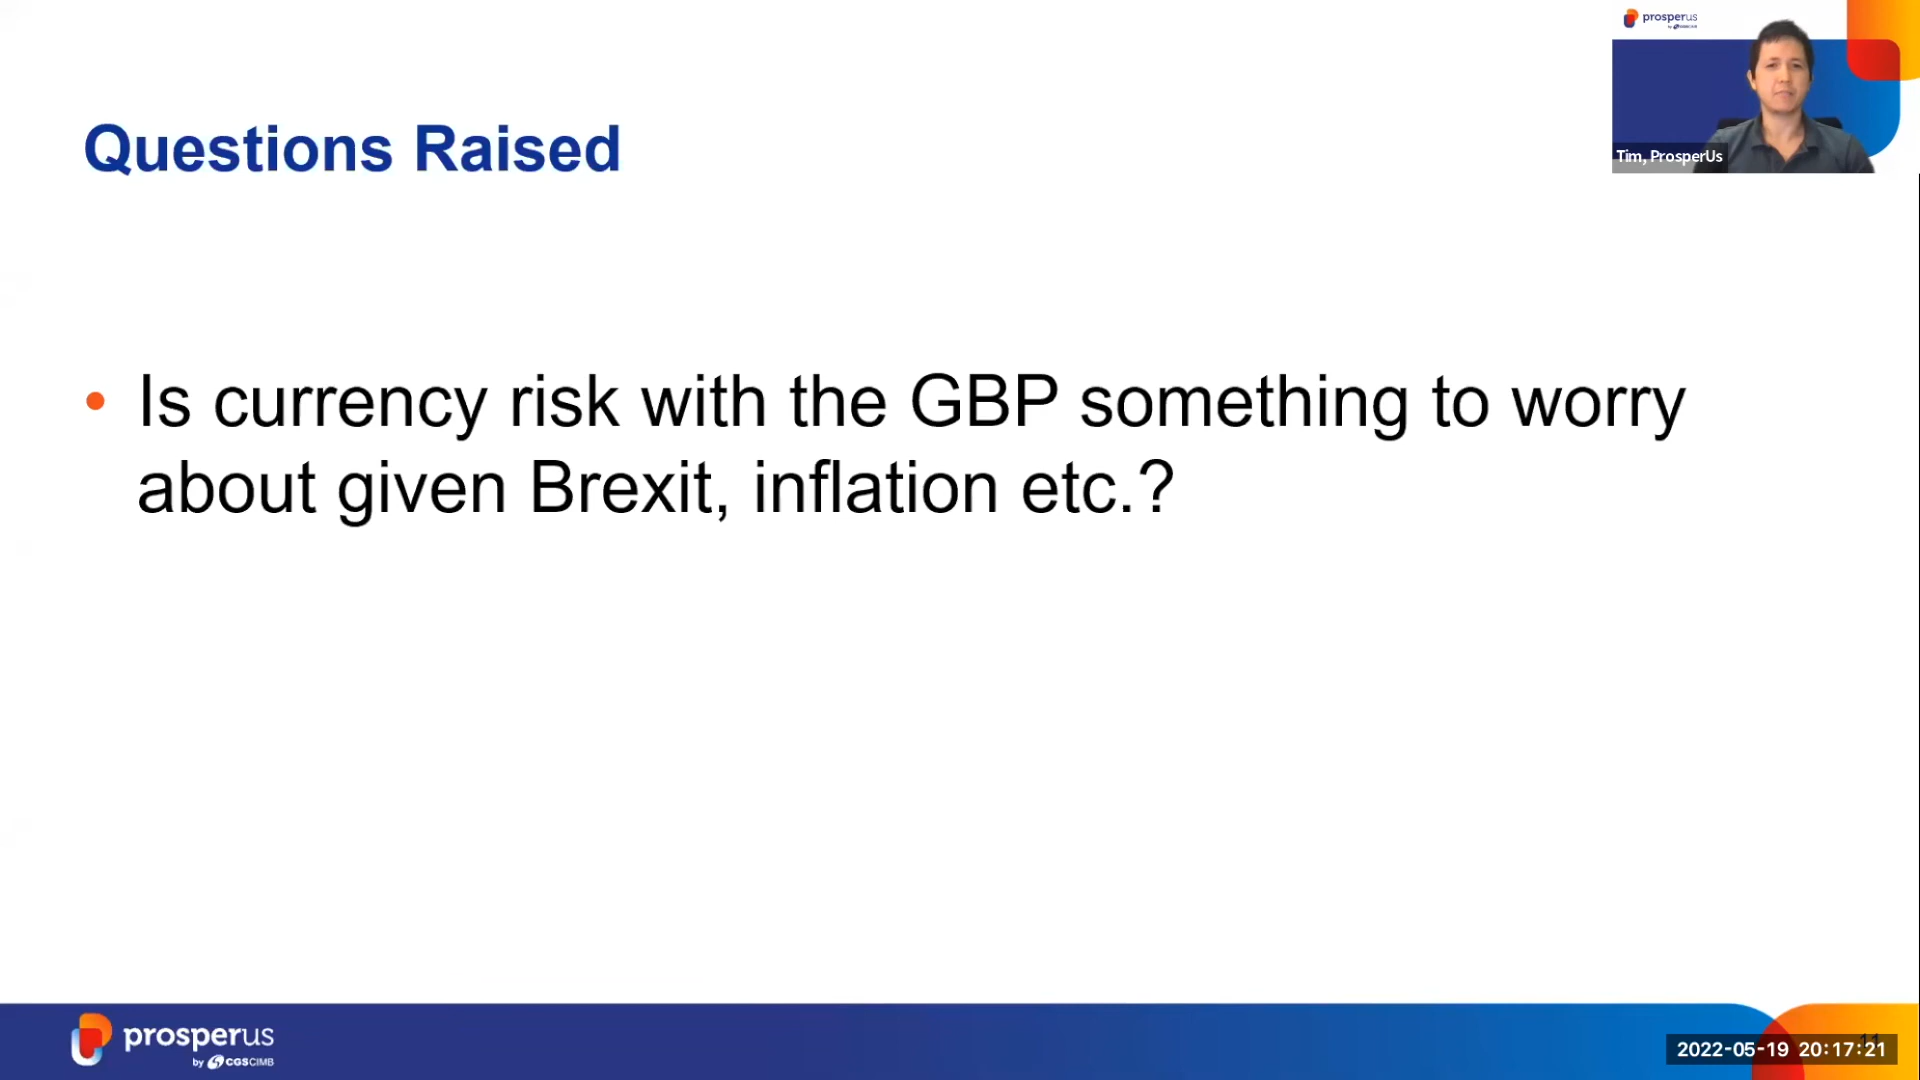 prosperus
Tim, ProsperUs
Questions Raised
• Is currency risk with the GBP something to worry
about given Brexit, inflation etc.?
prosperus
by CGSCIMB
11
2022-05-19 20:17:21